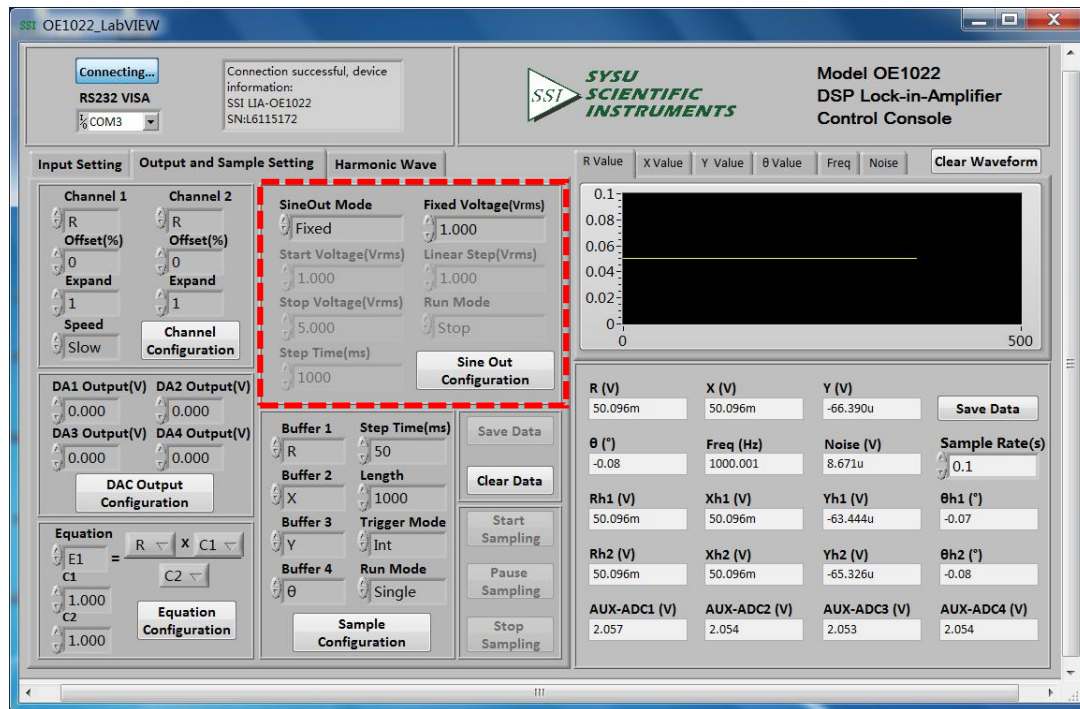 SSI OE1022_LabVIEW
Connecting...
RS232 VISA
COM3
Connection successful, device
information:
SSI LIA-OE1022
SN:L6115172
SSI
SYSU
SCIENTIFIC
INSTRUMENTS
Model OE1022
DSP Lock-in-Amplifier
Control Console
Input Setting
Output and Sample Setting
Harmonic Wave
Channel 1
Channel 2
R
R
Offset(%)
Offset(%)
0
0
Expand
Expand
1
1
Speed
Slow
Channel
Configuration
DA1 Output(V)
DA2 Output(V)
0.000
0.000
DA3 Output(V)
DA4 Output(V)
0.000
0.000
DAC Output
Configuration
Equation
E1
=
R
X
C1
C2
C1
1.000
C2
1.000
Equation
Configuration
SineOut Mode
Fixed Voltage(Vrms)
Fixed
1.000
Start Voltage(Vrms)
Linear Step(Vrms)
1.000
1.000
Stop Voltage(Vrms)
Run Mode
5.000
Stop
Step Time(ms)
1000
Sine Out
Configuration
Buffer 1
Step Time(ms)
R
50
Buffer 2
Length
X
1000
Buffer 3
Trigger Mode
Y
Int
Buffer 4
Run Mode
θ
Single
Sample
Configuration
Save Data
Clear Data
Start
Sampling
Pause
Sampling
Stop
Sampling
R Value
X Value
Y Value
θ Value
Freq
Noise
Clear Waveform
0.1
0.08
0.06
0.04
0.02
0
0
500
R (V)
X (V)
Y (V)
50.096m
50.096m
-66.390u
Save Data
θ (°)
Freq (Hz)
Noise (V)
Sample Rate(s)
-0.08
1000.001
8.671u
0.1
Rh1 (V)
Xh1 (V)
Yh1 (V)
θh1 (°)
50.096m
50.096m
-63.444u
-0.07
Rh2 (V)
Xh2 (V)
Yh2 (V)
θh2 (°)
50.096m
50.096m
-65.326u
-0.08
AUX-ADC1 (V)
AUX-ADC2 (V)
AUX-ADC3 (V)
AUX-ADC4 (V)
2.057
2.054
2.053
2.054